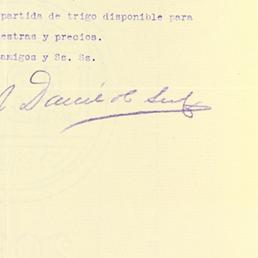 partida de trigo disponible para
estras y precios.
amigos y Ss. Ss.